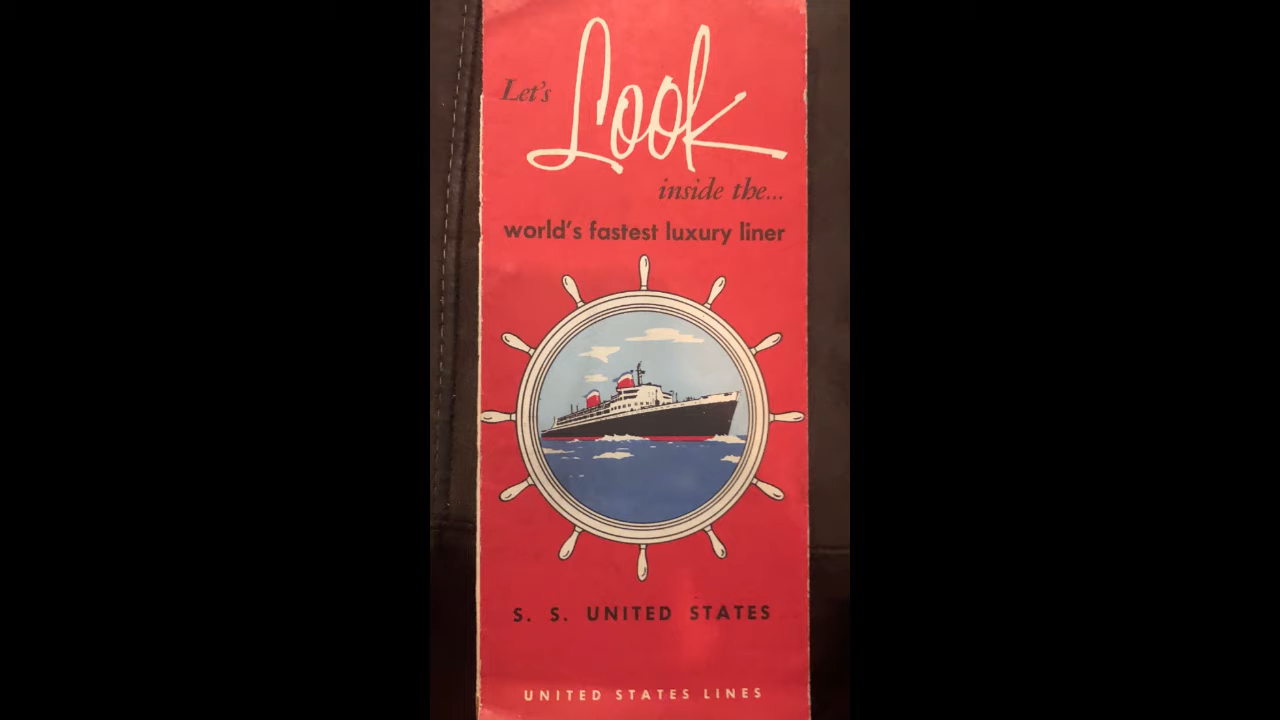 Let's Look
inside the...
world's fastest luxury liner
S. S. UNITED STATES
UNITED STATES LINES